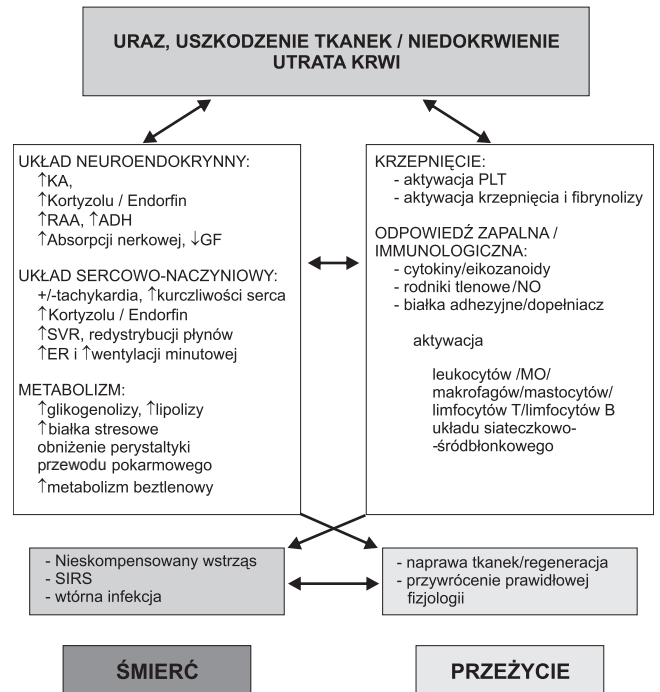 URAZ, USZKODZENIE TKANEK / NIEDOKRWIENIE
UTRATA KRWI
UKŁAD NEUROENDOKRYNNY:
↑KA,
↑Kortyzolu / Endorfin
↑RAA, ↑ADH
↑Absorpcji nerkowej, ↓GF
UKŁAD SERCOWO-NACZYNIOWY:
+/-tachykardia, ↑kurczliwości serca
↑Kortyzolu / Endorfin
↑SVR, redystrybucji płynów
↑ER i ↑wentylacji minutowej
METABOLIZM:
↑glikogenolizy, ↑lipolizy
↑białka stresowe
obniżenie perystaltyki
przewodu pokarmowego
↑metabolizm beztlenowy
KRZEPNIĘCIE:
- aktywacja PLT
- aktywacja krzepnięcia i fibrynolizy
ODPOWIEDŹ ZAPALNA /
IMMUNOLOGICZNA:
- cytokiny/eikozanoidy
- rodniki tlenowe/NO
- białka adhezyjne/dopełniacz
aktywacja
leukocytów /MO/
makrofagów/mastocytów/
limfocytów T/limfocytów B
układu siateczkowo-
-śródbłonkowego
- Nieskompensowany wstrząs
- SIRS
- wtórna infekcja
- naprawa tkanek/regeneracja
- przywrócenie prawidłowej
fizjologii
ŚMIERĆ
PRZEŻYCIE